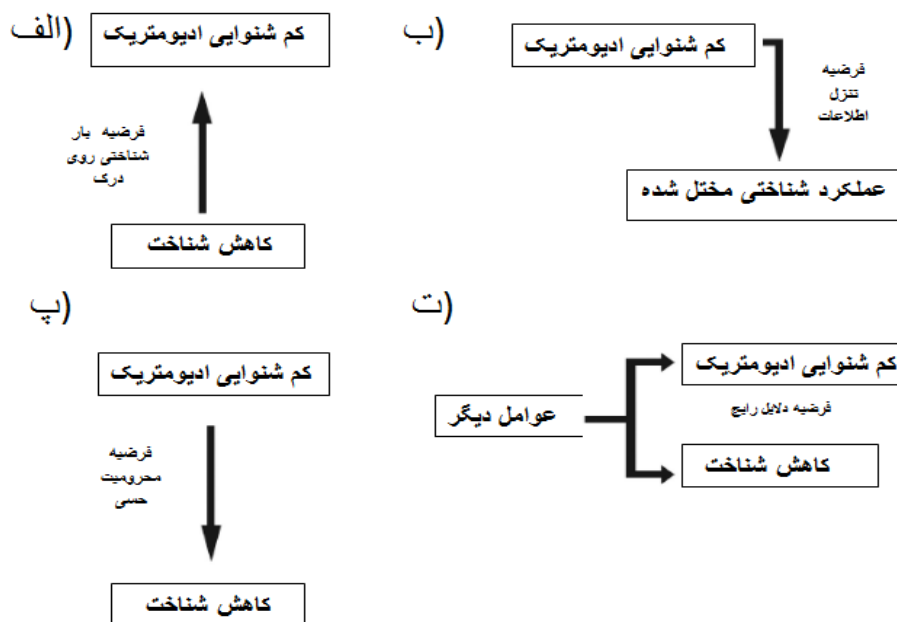 الف)
کم شنوایی ادیومتریک
فرضیه بار
شناختی روی
درک
کاهش شناخت
ب)
کم شنوایی ادیومتریک
فرضیه
تنزل
اطلاعات
عملکرد شناختی مختل شده
پ)
کم شنوایی ادیومتریک
فرضیه
محرومیت
حسی
کاهش شناخت
ت)
عوامل دیگر
کم شنوایی ادیومتریک
فرضیه دلایل رایج
کاهش شناخت